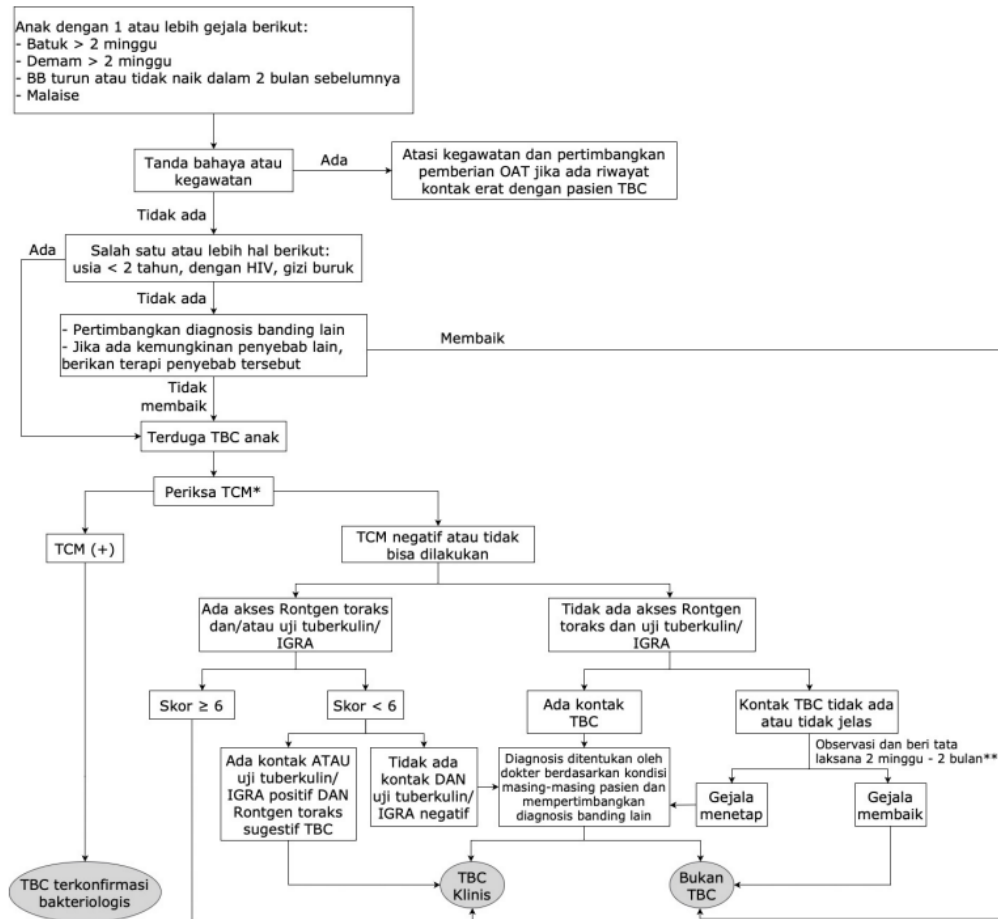 Anak dengan 1 atau lebih gejala berikut:
- Batuk > 2 minggu
- Demam > 2 minggu
- BB turun atau tidak naik dalam 2 bulan sebelumnya
- Malaise
Tanda bahaya atau
kegawatan
Ada
Atasi kegawatan dan pertimbangkan
pemberian OAT jika ada riwayat
kontak erat dengan pasien TBC
Tidak ada
Ada
Salah satu atau lebih hal berikut:
usia < 2 tahun, dengan HIV, gizi buruk
Tidak ada
- Pertimbangkan diagnosis banding lain
- Jika ada kemungkinan penyebab lain,
berikan terapi penyebab tersebut
Membaik
Tidak
membaik
Terduga TBC anak
Periksa TCM*
TCM (+)
TCM negatif atau tidak
bisa dilakukan
Ada akses Rontgen toraks
dan/atau uji tuberkulin/
IGRA
Tidak ada akses Rontgen
toraks dan uji tuberkulin/
IGRA
Skor ≥ 6
Skor < 6
Ada kontak
TBC
Kontak TBC tidak ada
atau tidak jelas
Observasi dan beri tata
laksana 2 minggu - 2 bulan**
Ada kontak ATAU
uji tuberkulin/
IGRA positif DAN
Rontgen toraks
sugestif TBC
Tidak ada
kontak DAN
uji tuberkulin/
IGRA negatif
Diagnosis ditentukan oleh
dokter berdasarkan kondisi
masing-masing pasien dan
mempertimbangkan
diagnosis banding lain
Gejala
menetap
Gejala
membaik
TBC terkonfirmasi
bakteriologis
TBC
Klinis
Bukan
TBC